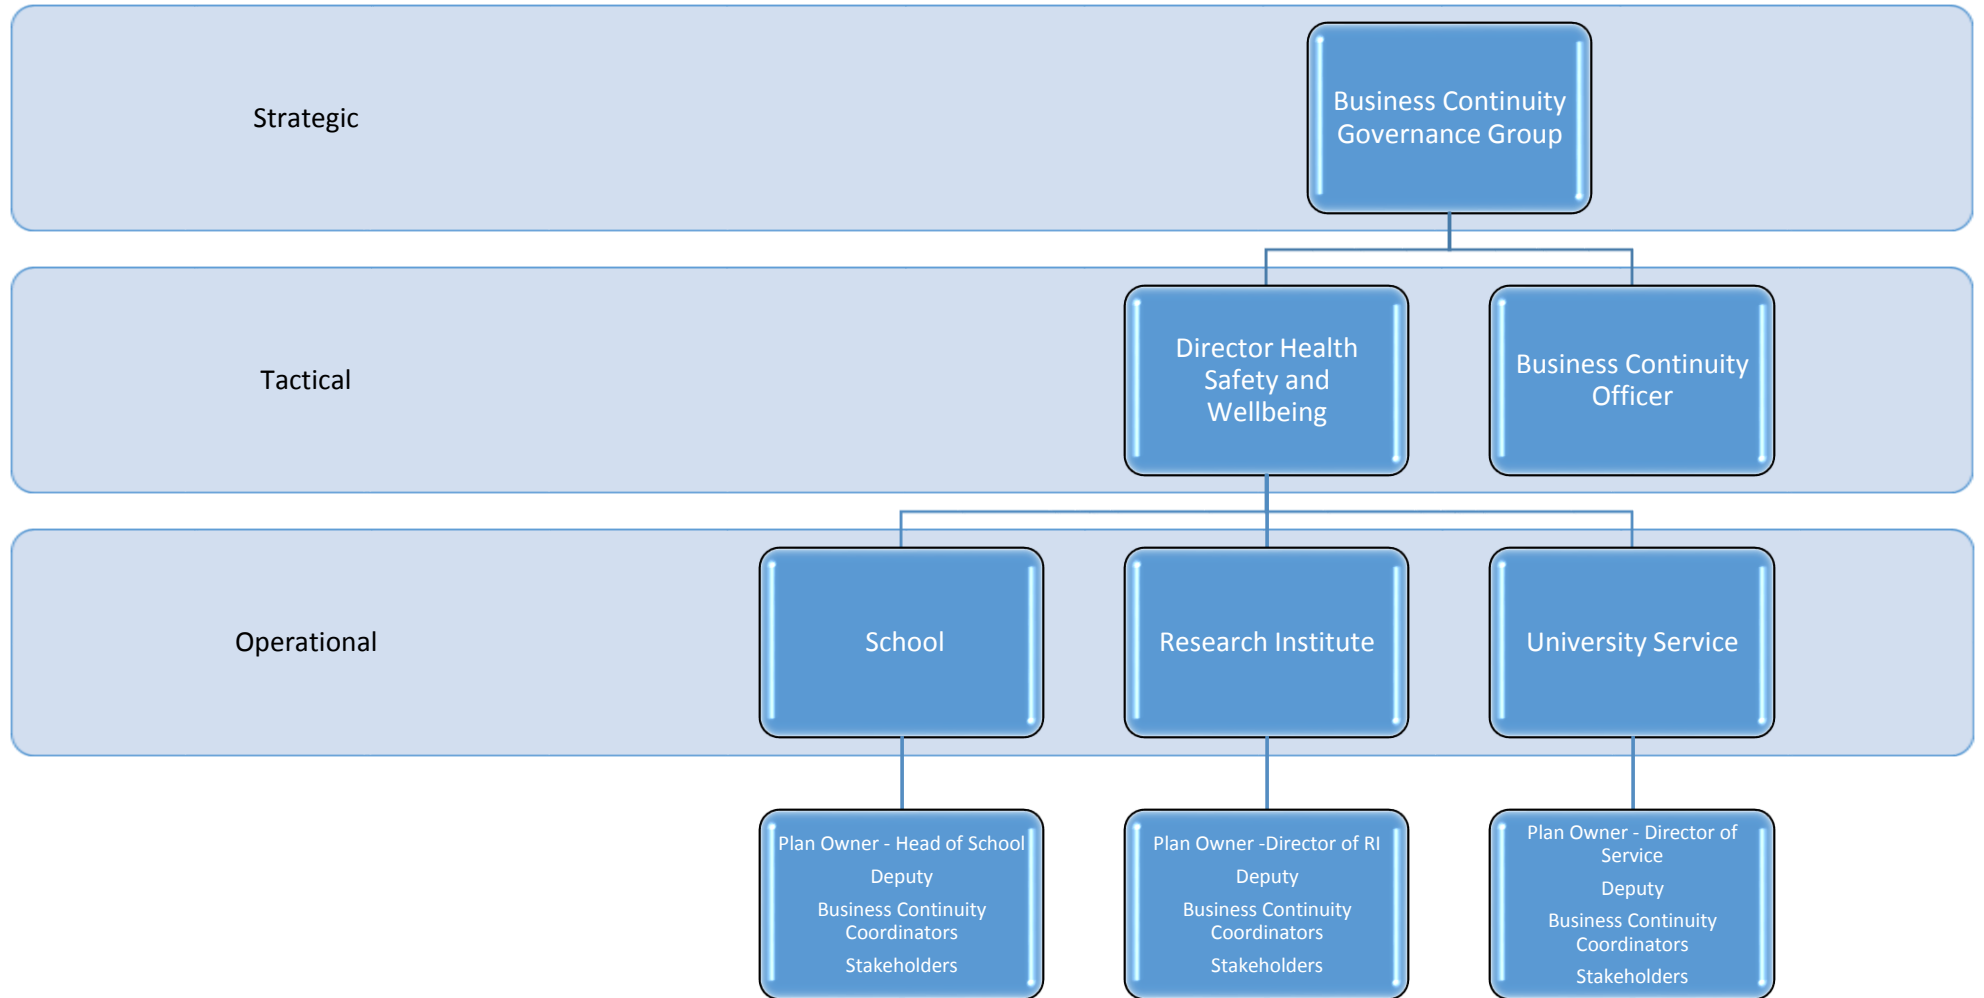 Strategic
Business Continuity
Governance Group
Tactical
Director Health
Safety and
Wellbeing
Business Continuity
Officer
Operational
School
Research Institute
University Service
Plan Owner - Head of School
Deputy
Business Continuity
Coordinators
Stakeholders
Plan Owner -Director of RI
Deputy
Business Continuity
Coordinators
Stakeholders
Plan Owner - Director of
Service
Deputy
Business Continuity
Coordinators
Stakeholders